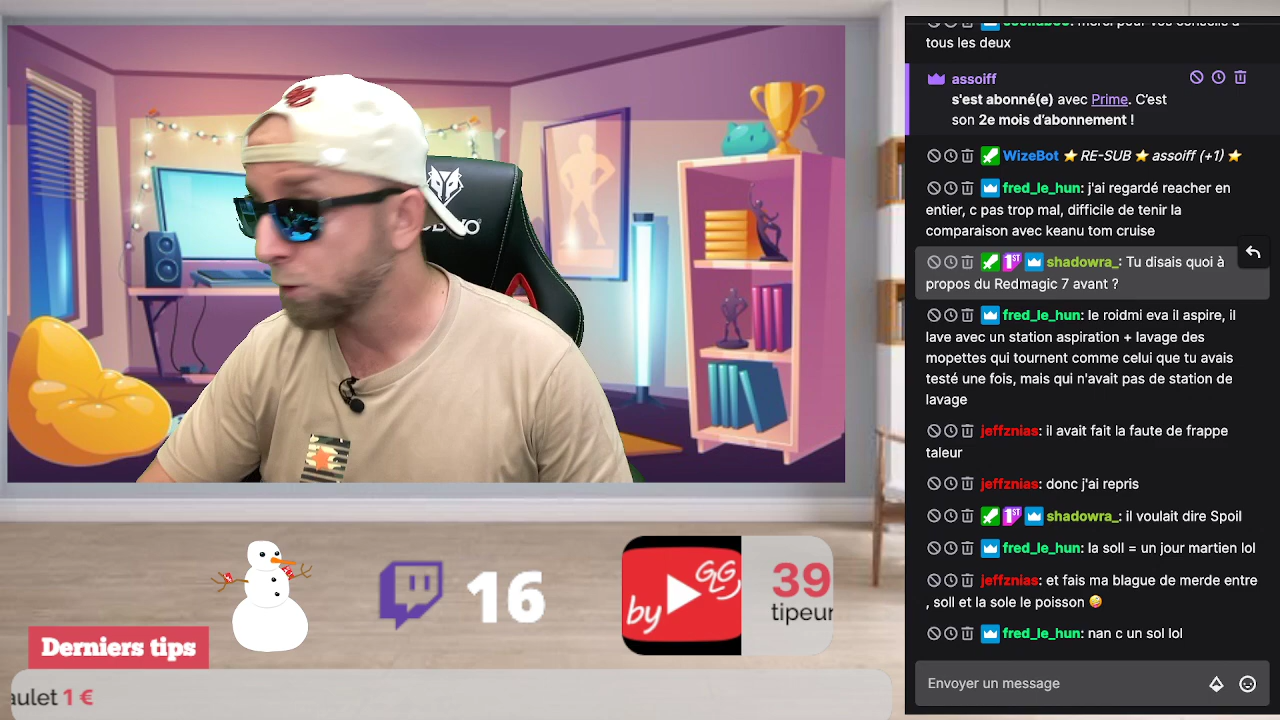 tous les deux
assoiff
s'est abonné(e) avec Prime. C'est
son 2e mois d'abonnement !
WizeBot ⭐ RE-SUB ⭐ assoiff (+1) ⭐
fred_le_hun: j'ai regardé reacher en
entier, c pas trop mal, difficile de tenir la
comparaison avec keanu tom cruise
1ST shadowra_: Tu disais quoi à
propos du Redmagic 7 avant ?
fred_le_hun: le roidmi eva il aspire, il
lave avec un station aspiration + lavage des
mopettes qui tournent comme celui que tu avais
testé une fois, mais qui n'avait pas de station de
lavage
jeffznias: il avait fait la faute de frappe
taleur
jeffznias: donc j'ai repris
1ST shadowra_: il voulait dire Spoil
fred_le_hun: la soll = un jour martien lol
jeffznias: et fais ma blague de merde entre
, soll et la sole le poisson 🤪
fred_le_hun: nan c un sol lol
Envoyer un message
16
by GLG
39
tipeur
Derniers tips
aulet 1 €